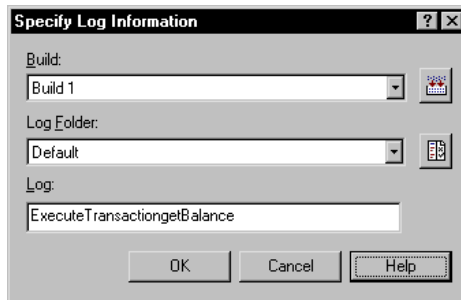 Specify Log Information
Build:
Build 1
Log Folder:
Default
Log:
ExecuteTransactiongetBalance
OK Cancel Help